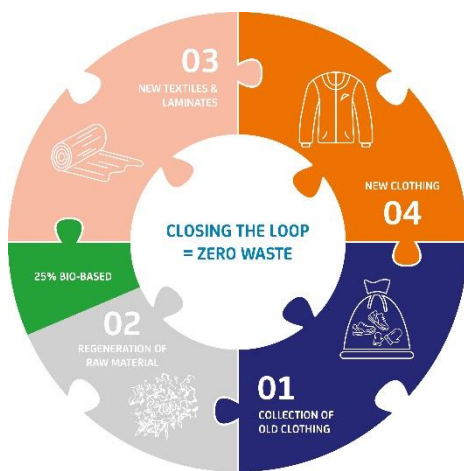 03
NEW TEXTILES &
LAMINATES
NEW CLOTHING
04
CLOSING THE LOOP
= ZERO WASTE
25% BIO-BASED
02
REGENERATION OF
RAW MATERIAL
01
COLLECTION OF
OLD CLOTHING